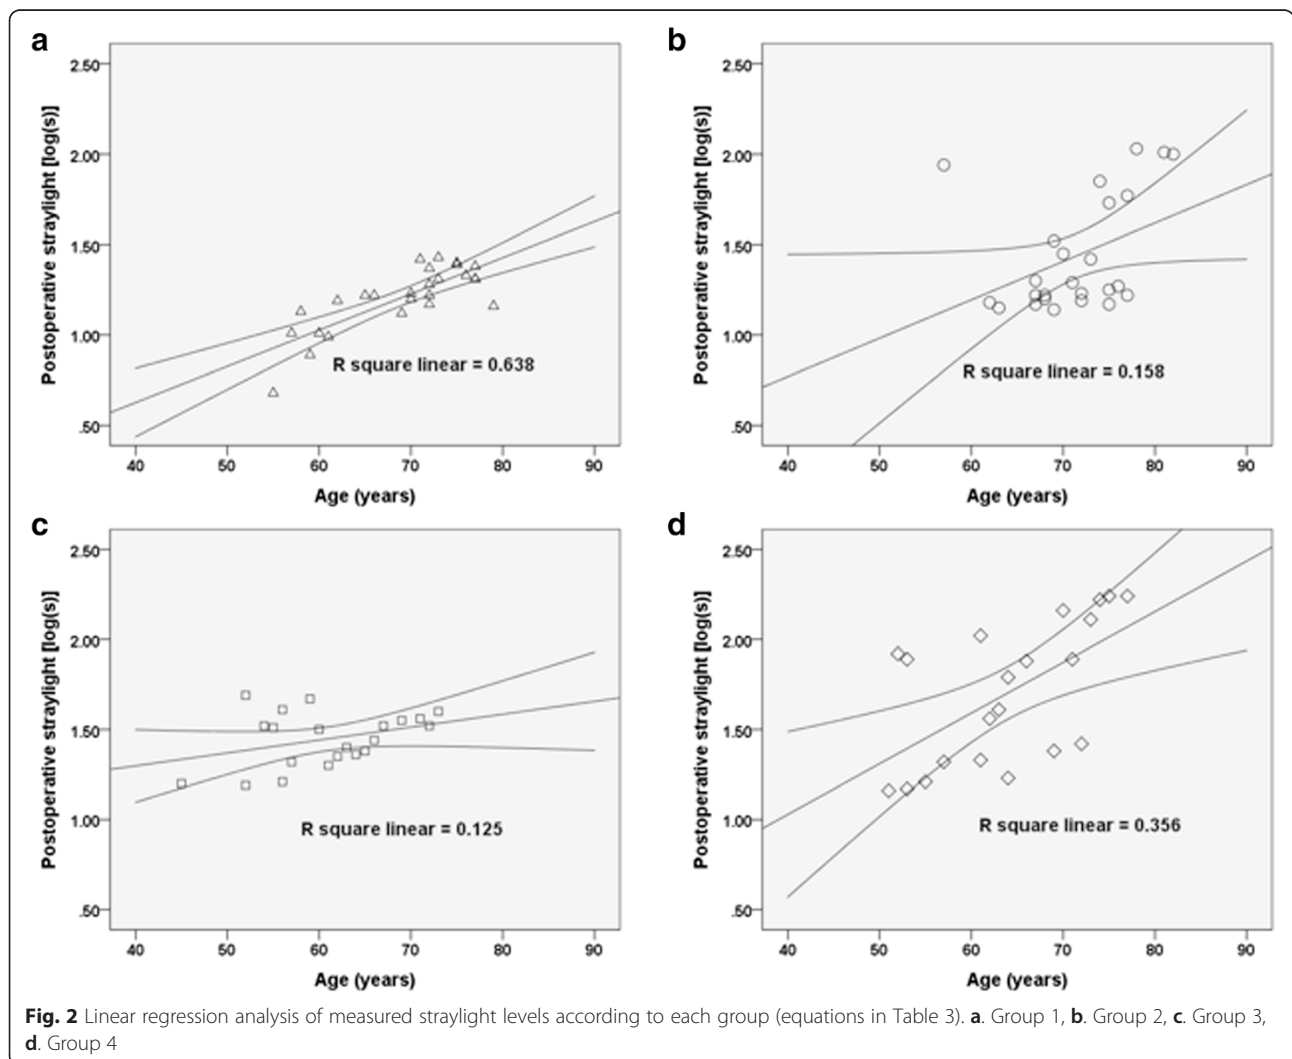 a
2.50
2.00
1.50
1.00
.50
Postoperative straylight [log(s)]
R square linear = 0.638
40 50 60 70 80 90
Age (years)
b
2.50
2.00
1.50
1.00
.50
Postoperative straylight [log(s)]
R square linear = 0.158
40 50 60 70 80 90
Age (years)
c
2.50
2.00
1.50
1.00
.50
Postoperative straylight [log(s)]
R square linear = 0.125
40 50 60 70 80 90
Age (years)
d
2.50
2.00
1.50
1.00
.50
Postoperative straylight [log(s)]
R square linear = 0.356
40 50 60 70 80 90
Age (years)
Fig. 2 Linear regression analysis of measured straylight levels according to each group (equations in Table 3). a. Group 1, b. Group 2, c. Group 3,
d. Group 4